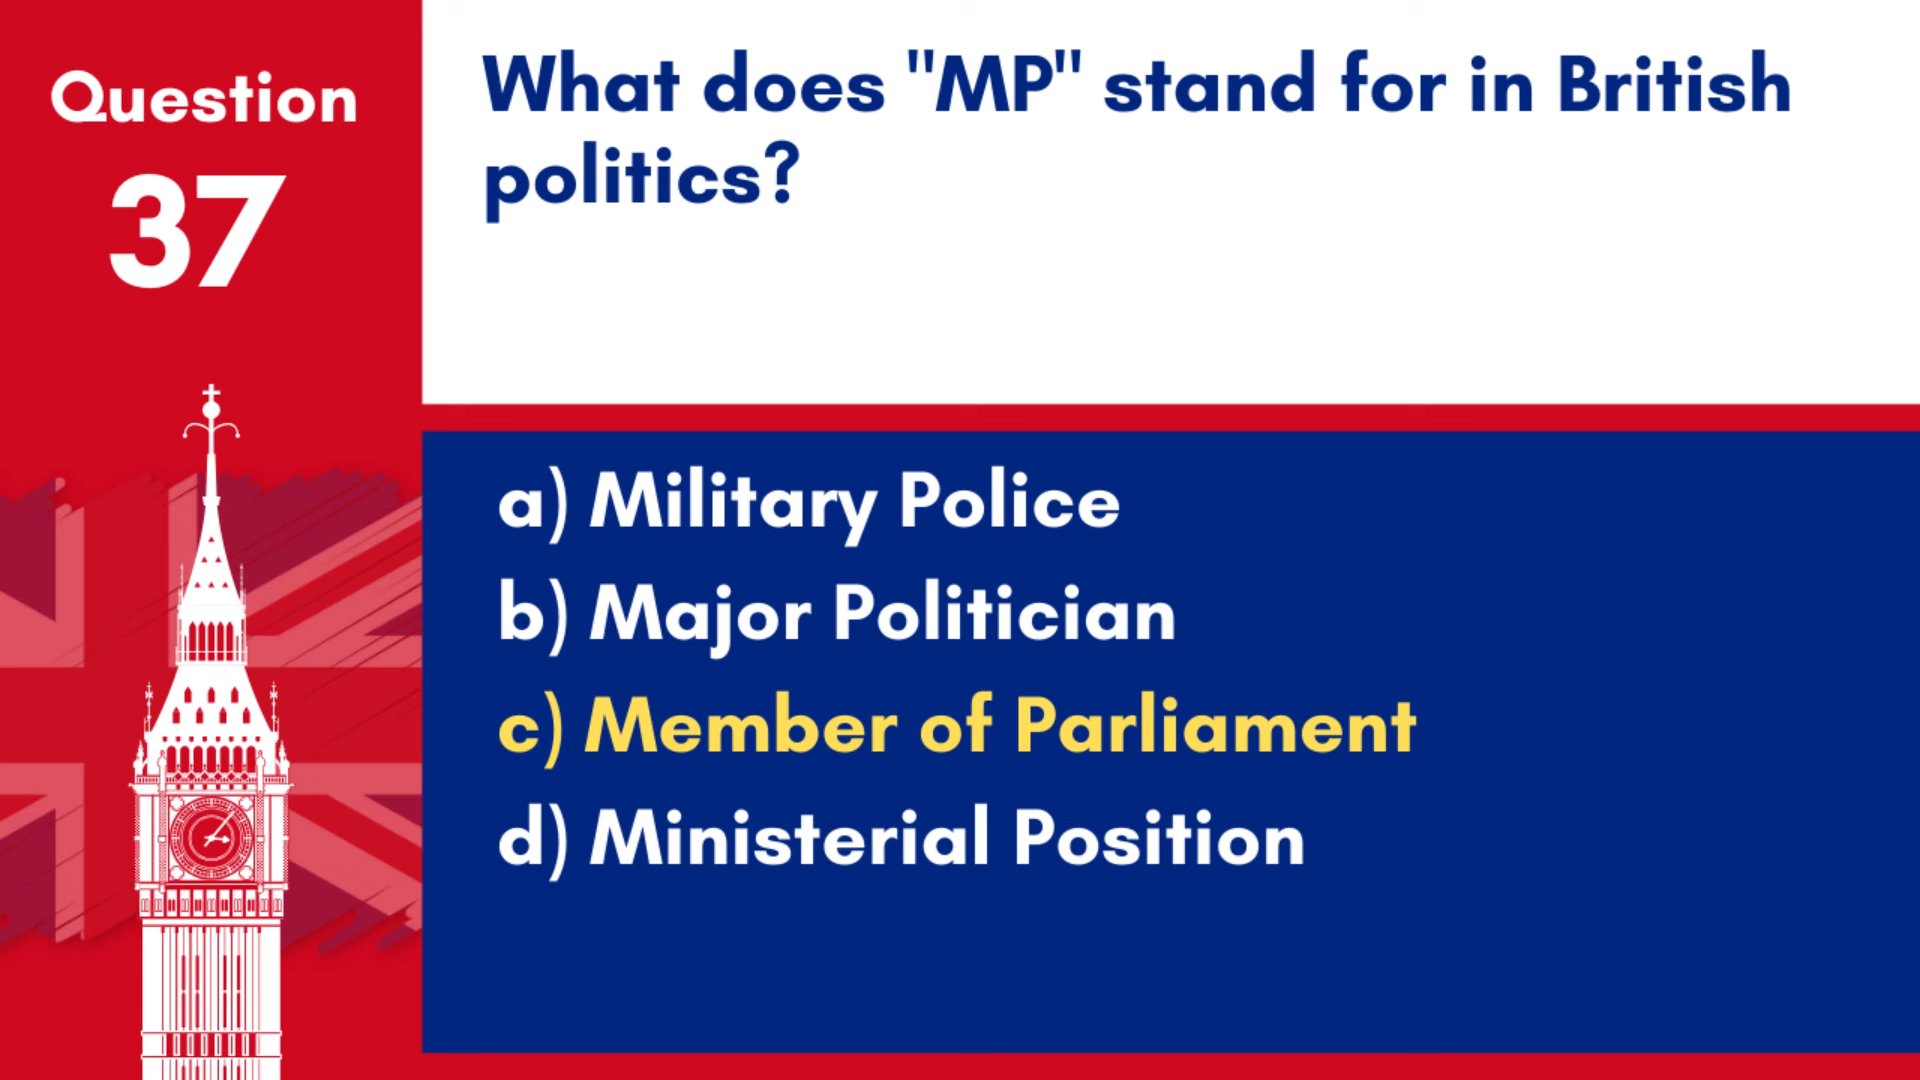 Question
37
What does "MP" stand for in British
politics?
a) Military Police
b) Major Politician
c) Member of Parliament
d) Ministerial Position